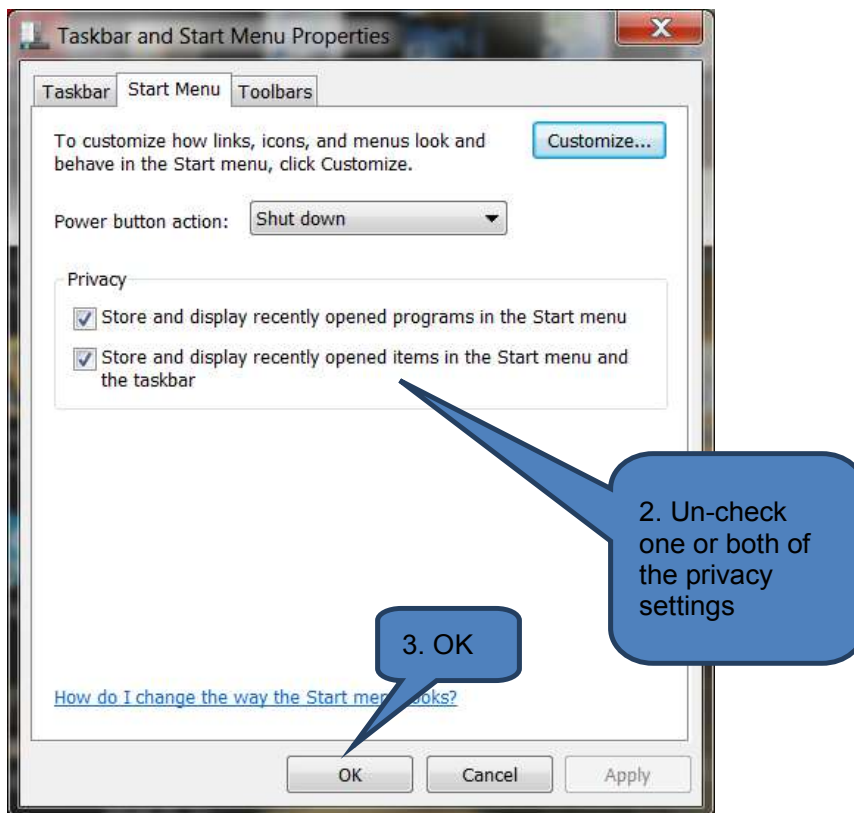 Taskbar and Start Menu Properties
Taskbar Start Menu Toolbars
To customize how links, icons, and menus look and
behave in the Start menu, click Customize.
Customize...
Power button action: Shut down
Privacy
Store and display recently opened programs in the Start menu
Store and display recently opened items in the Start menu and
the taskbar
2. Un-check
one or both of
the privacy
settings
3. OK
How do I change the way the Start menu looks?
OK Cancel Apply